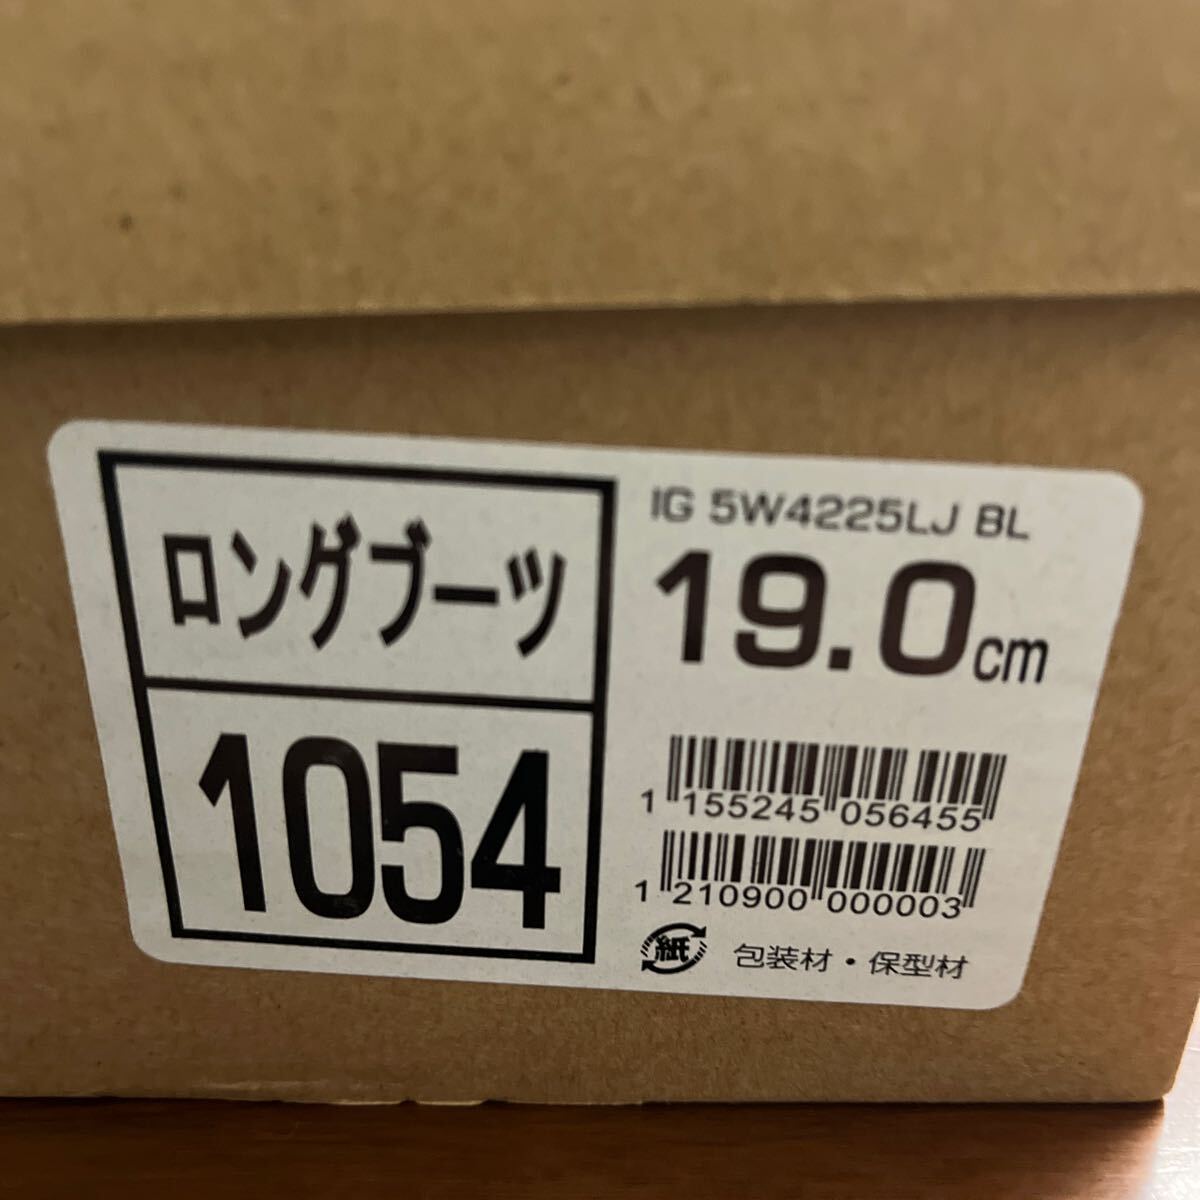 ロングブーツ
1054
IG 5W4225LJ BL
19.0cm
1 155245 056455
1 210900 000003
紙 包装材・保型材